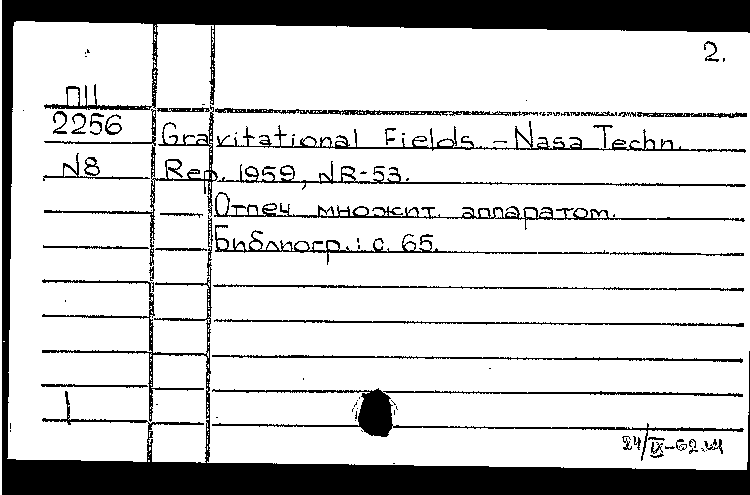 2.
П11
2256
Gravitational Fields. - Nasa Techn.
N8
Rep. 1959, NR-53.
Отпеч. множит. аппаратом.
Библиогр.: с. 65.
1
24/IX-62